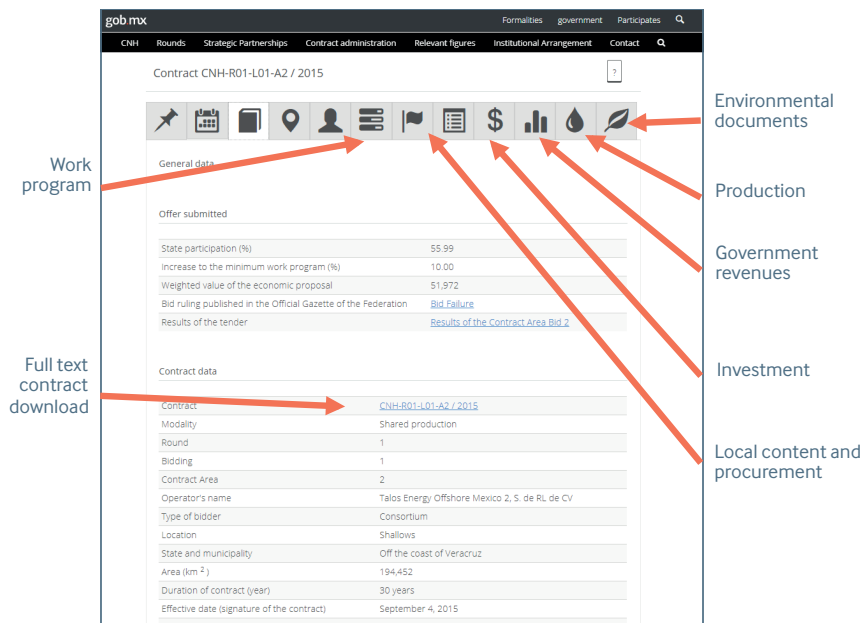 gob.mx
Formalities government Participates
CNH Rounds Strategic Partnerships Contract administration Relevant figures Institutional Arrangement Contact
Contract CNH-R01-L01-A2 / 2015
?
Environmental
documents
Work
program
General data
Production
Offer submitted
State participation (%) 55.99
Government
revenues
Increase to the minimum work program (%) 10.00
Weighted value of the economic proposal 51,972
Bid ruling published in the Official Gazette of the Federation Bid Failure
Results of the tender Results of the Contract Area Bid 2
Full text
contract
download
Contract data
Investment
Contract CNH-R01-L01-A2 / 2015
Modality Shared production
Round 1
Bidding 1
Local content and
procurement
Contract Area 2
Operator's name Talos Energy Offshore Mexico 2, S. de RL de CV
Type of bidder Consortium
Location Shallows
State and municipality Off the coast of Veracruz
Area (km 2 ) 194,452
Duration of contract (year) 30 years
Effective date (signature of the contract) September 4, 2015